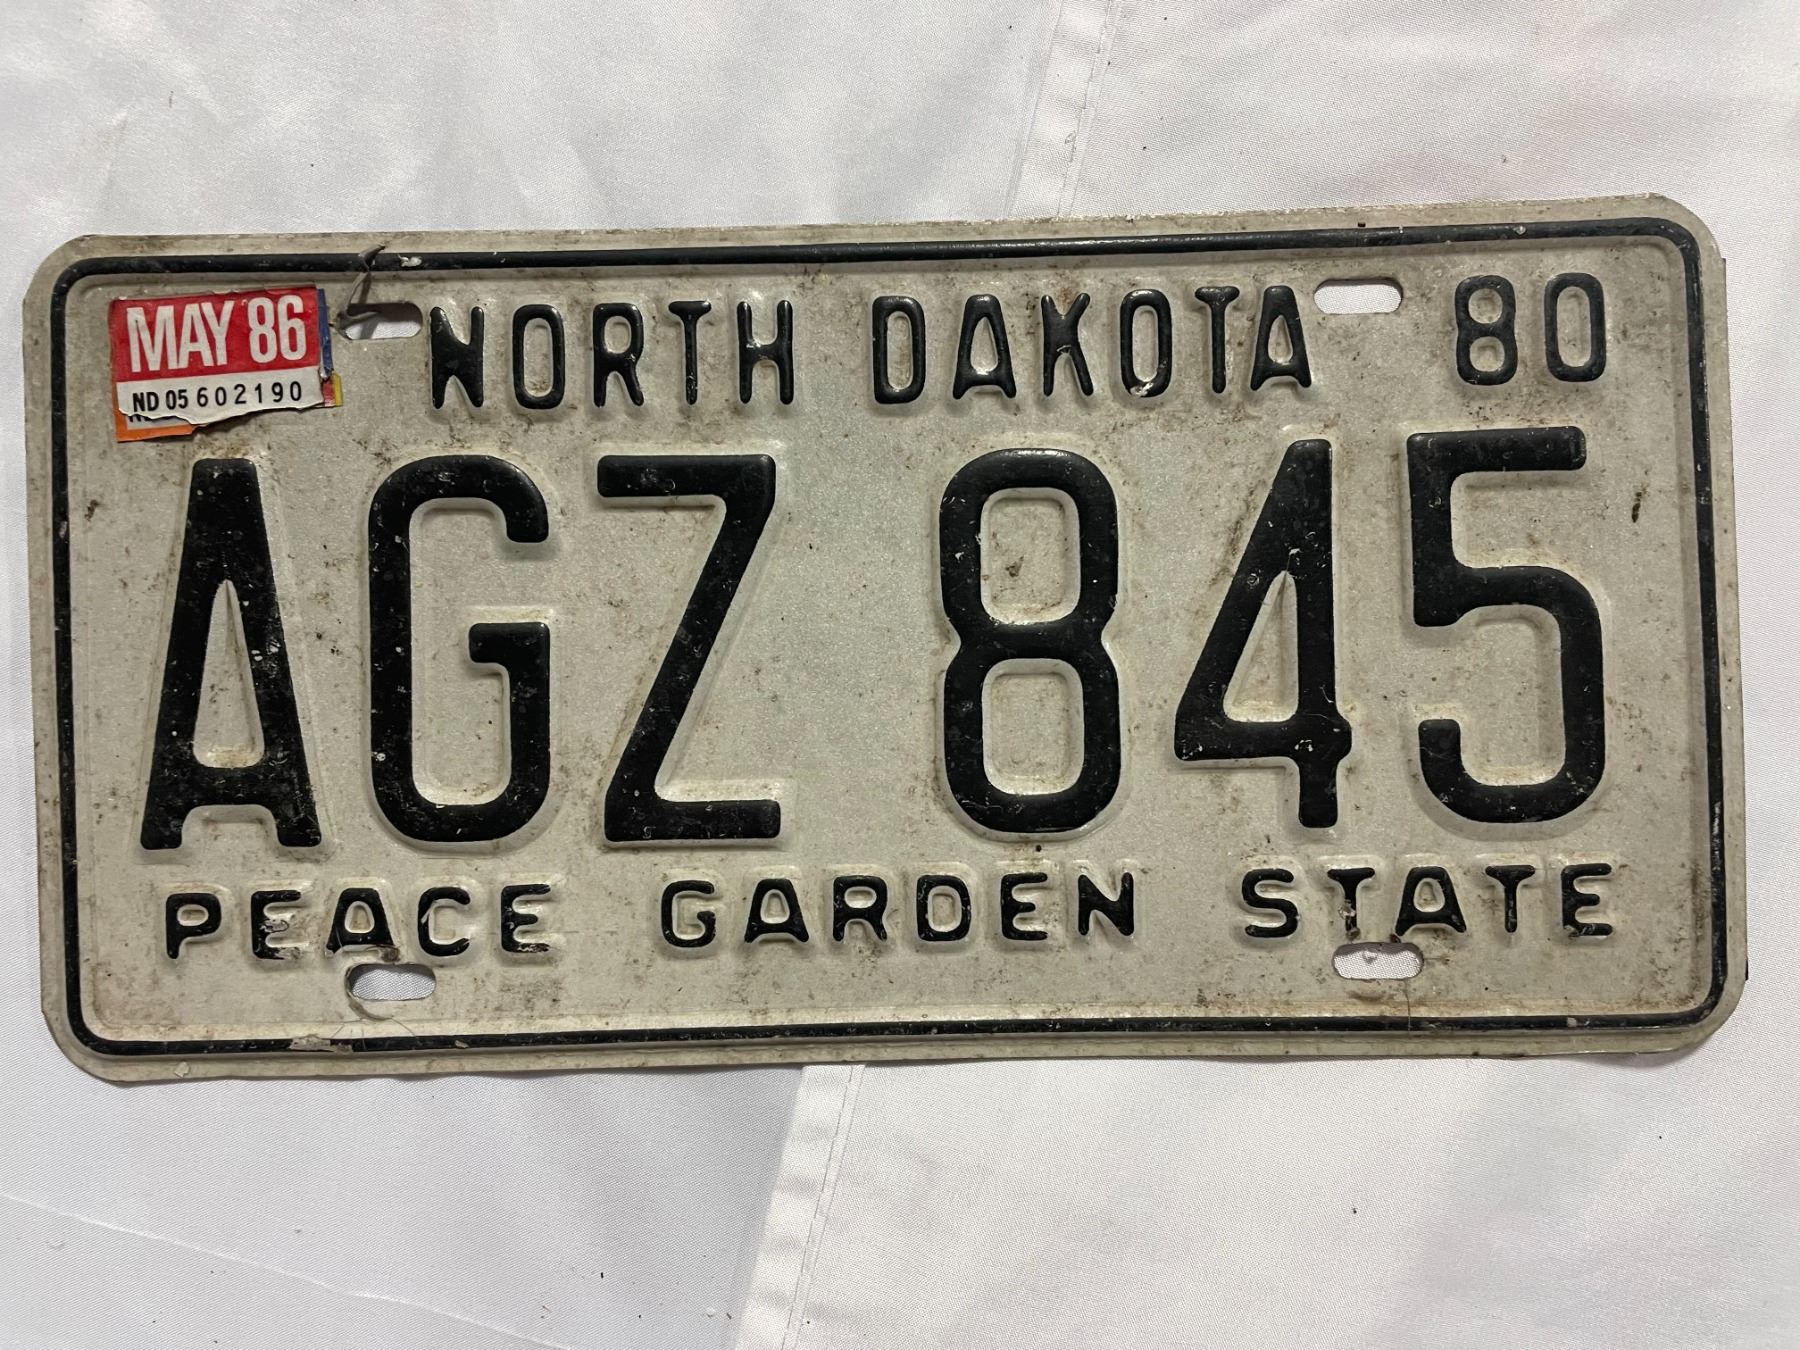 MAY 86
ND 05 602190
NORTH DAKOTA 80
AGZ 845
PEACE GARDEN STATE